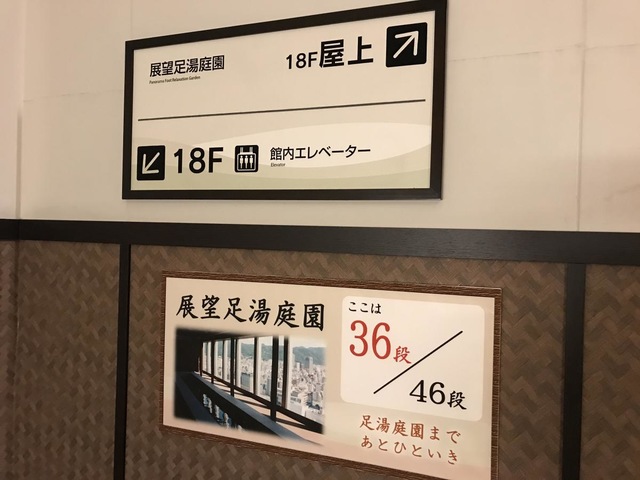 展望足湯庭園
Panorama Foot Relaxation Garden
18F屋上
18F
館内エレベーター
Elevator
展望足湯庭園
ここは
36段
46段
足湯庭園まで
あとひといき